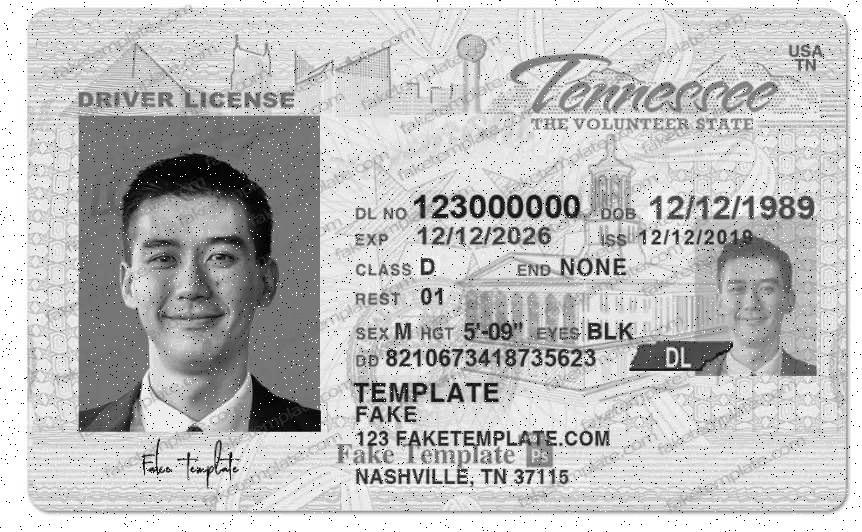 USA
TN
DRIVER LICENSE
Tennessee
THE VOLUNTEER STATE
DL NO 123000000 DOB 12/12/1989
EXP 12/12/2026 ISS 12/12/2019
CLASS D END NONE
REST 01
SEX M HGT 5'-09" EYES BLK
DD 8210673418735623
DL
TEMPLATE
FAKE
123 FAKETEMPLATE.COM
Fake Template Ps
NASHVILLE, TN 37115
Fake Template
faketemplate.com